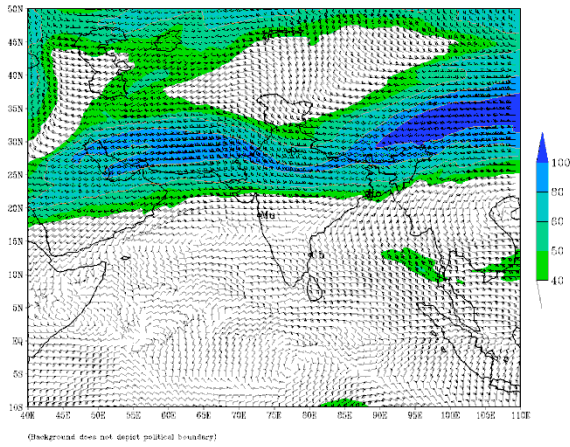 50N
45N
40N
35N
30N
25N
20N
15N
10N
5N
EQ
5S
10S
40E 45E 50E 55E 60E 65E 70E 75E 80E 85E 90E 95E 100E 105E 110E
100
80
60
40
Mu
(Background does not depict political boundary)